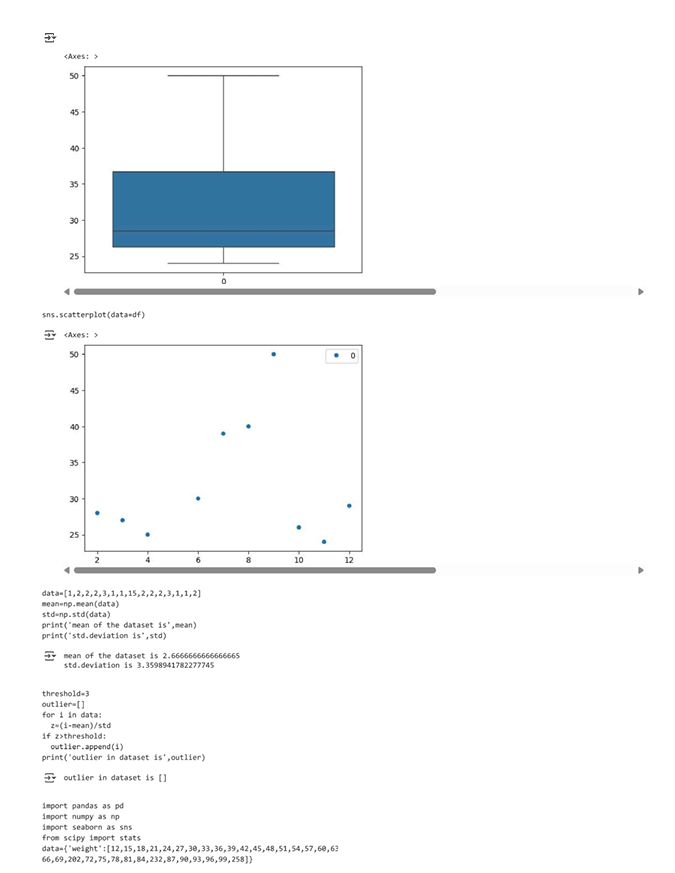 <Axes: >
50
45
40
35
30
25
0
sns.scatterplot(data=df)
<Axes: >
50
45
40
35
30
25
0
2 4 6 8 10 12
data=[1,2,2,2,3,1,1,15,2,2,2,3,1,1,2]
mean=np.mean(data)
std=np.std(data)
print('mean of the dataset is',mean)
print('std.deviation is',std)
mean of the dataset is 2.6666666666666665
std.deviation is 3.3598941782277745
threshold=3
outlier=[]
for i in data:
  z=(i-mean)/std
if z>threshold:
  outlier.append(i)
print('outlier in dataset is',outlier)
outlier in dataset is []
import pandas as pd
import numpy as np
import seaborn as sns
from scipy import stats
data={'weight':[12,15,18,21,24,27,30,33,36,39,42,45,48,51,54,57,60,63
66,69,202,72,75,78,81,84,232,87,90,93,96,99,258]}